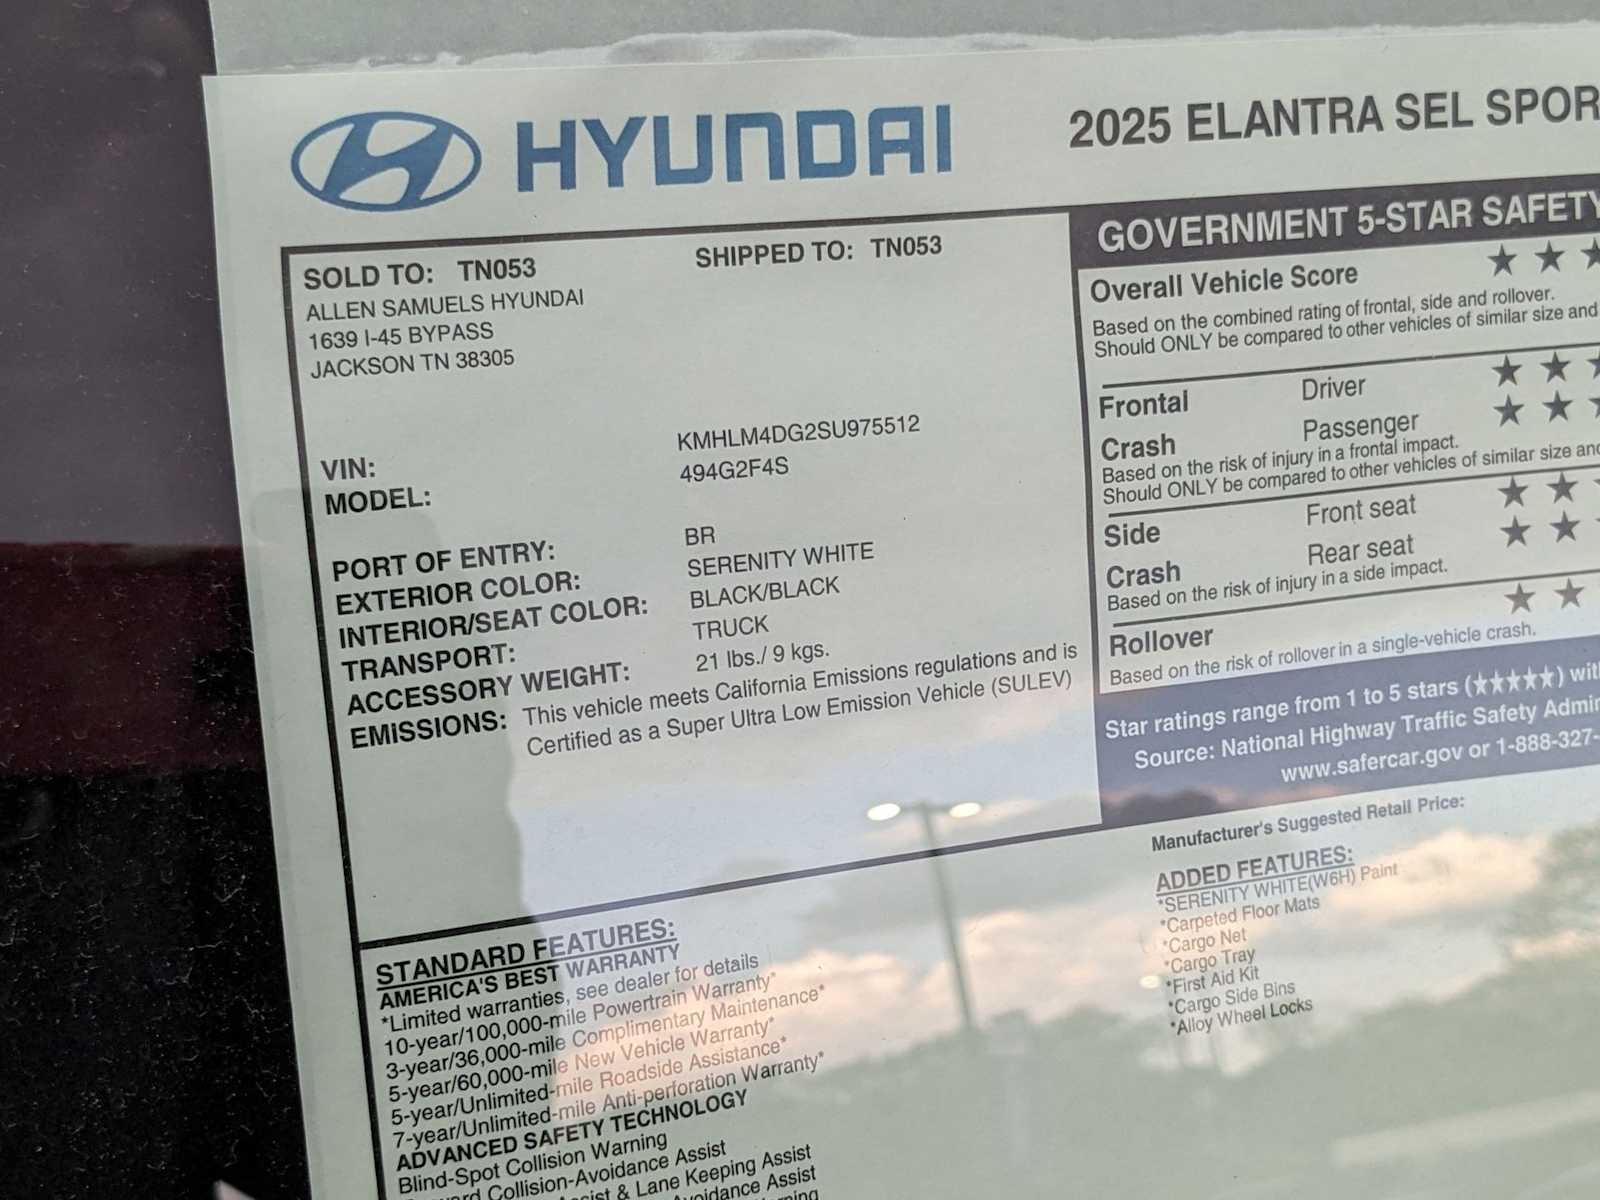 HYUNDAI
2025 ELANTRA SEL SPOR
SOLD TO: TN053
ALLEN SAMUELS HYUNDAI
1639 I-45 BYPASS
JACKSON TN 38305
SHIPPED TO: TN053
VIN: KMHLM4DG2SU975512
MODEL: 494G2F4S
PORT OF ENTRY: BR
EXTERIOR COLOR: SERENITY WHITE
INTERIOR/SEAT COLOR: BLACK/BLACK
TRANSPORT: TRUCK
ACCESSORY WEIGHT: 21 lbs./ 9 kgs.
EMISSIONS: This vehicle meets California Emissions regulations and is
Certified as a Super Ultra Low Emission Vehicle (SULEV)
GOVERNMENT 5-STAR SAFETY
Overall Vehicle Score ★ ★ ★
Based on the combined rating of frontal, side and rollover.
Should ONLY be compared to other vehicles of similar size and
Frontal Driver ★ ★ ★
Crash Passenger ★ ★ ★
Based on the risk of injury in a frontal impact.
Should ONLY be compared to other vehicles of similar size and
Side Front seat ★ ★ ★
Crash Rear seat ★ ★ ★
Based on the risk of injury in a side impact.
Rollover ★ ★
Based on the risk of rollover in a single-vehicle crash.
Star ratings range from 1 to 5 stars (★★★★★) with
Source: National Highway Traffic Safety Admin
www.safercar.gov or 1-888-327-
Manufacturer's Suggested Retail Price:
ADDED FEATURES:
*SERENITY WHITE(W6H) Paint
*Carpeted Floor Mats
*Cargo Net
*Cargo Tray
*First Aid Kit
*Cargo Side Bins
*Alloy Wheel Locks
STANDARD FEATURES:
AMERICA'S BEST WARRANTY
*Limited warranties, see dealer for details
10-year/100,000-mile Powertrain Warranty*
3-year/36,000-mile Complimentary Maintenance*
5-year/60,000-mile New Vehicle Warranty*
5-year/Unlimited-mile Roadside Assistance*
7-year/Unlimited-mile Anti-perforation Warranty*
ADVANCED SAFETY TECHNOLOGY
Blind-Spot Collision Warning
Collision-Avoidance Assist
& Lane Keeping Assist
Assist